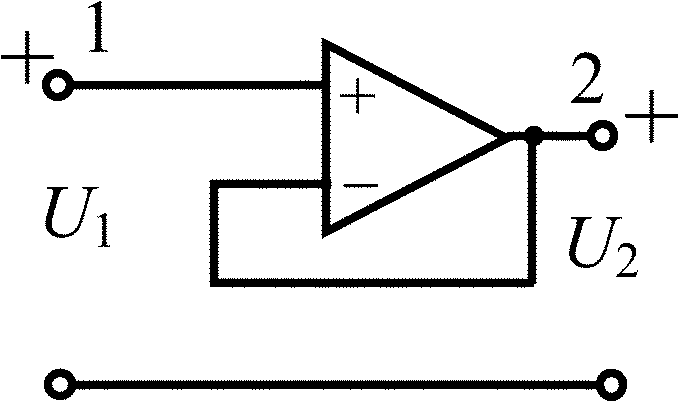 + 1
2 +
+
−
U₁
U₂